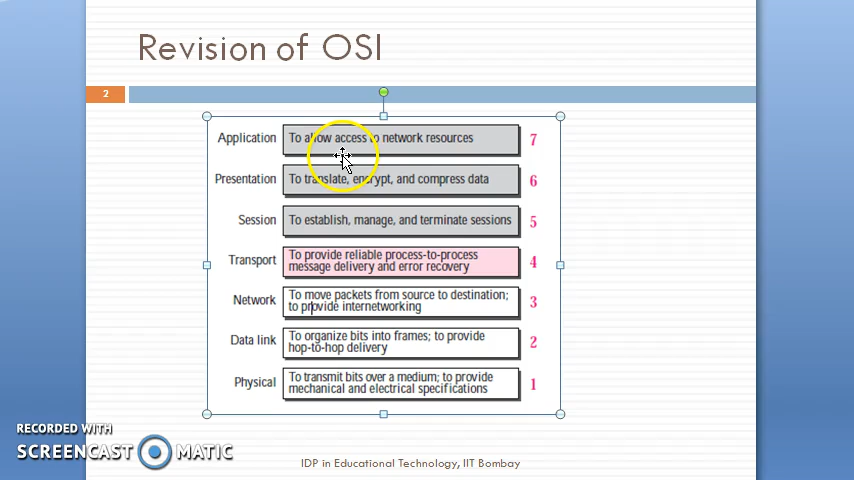 Revision of OSI
2
Application To allow access to network resources 7
Presentation To translate, encrypt, and compress data 6
Session To establish, manage, and terminate sessions 5
Transport To provide reliable process-to-process message delivery and error recovery 4
Network To move packets from source to destination; to provide internetworking 3
Data link To organize bits into frames; to provide hop-to-hop delivery 2
Physical To transmit bits over a medium; to provide mechanical and electrical specifications 1
RECORDED WITH
SCREENCAST MATIC
IDP in Educational Technology, IIT Bombay